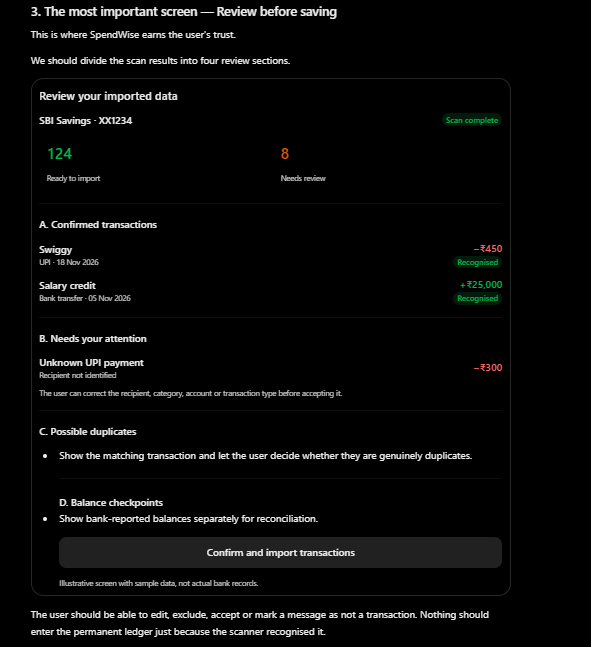 3. The most important screen — Review before saving
This is where SpendWise earns the user's trust.
We should divide the scan results into four review sections.
Review your imported data
SBI Savings · XX1234
Scan complete
124
8
Ready to import
Needs review
A. Confirmed transactions
Swiggy
−₹450
UPI · 18 Nov 2026
Recognised
Salary credit
+₹25,000
Bank transfer · 05 Nov 2026
Recognised
B. Needs your attention
Unknown UPI payment
−₹300
Recipient not identified
The user can correct the recipient, category, account or transaction type before accepting it.
C. Possible duplicates
• Show the matching transaction and let the user decide whether they are genuinely duplicates.
D. Balance checkpoints
• Show bank-reported balances separately for reconciliation.
Confirm and import transactions
Illustrative screen with sample data, not actual bank records.
The user should be able to edit, exclude, accept or mark a message as not a transaction. Nothing should
enter the permanent ledger just because the scanner recognised it.